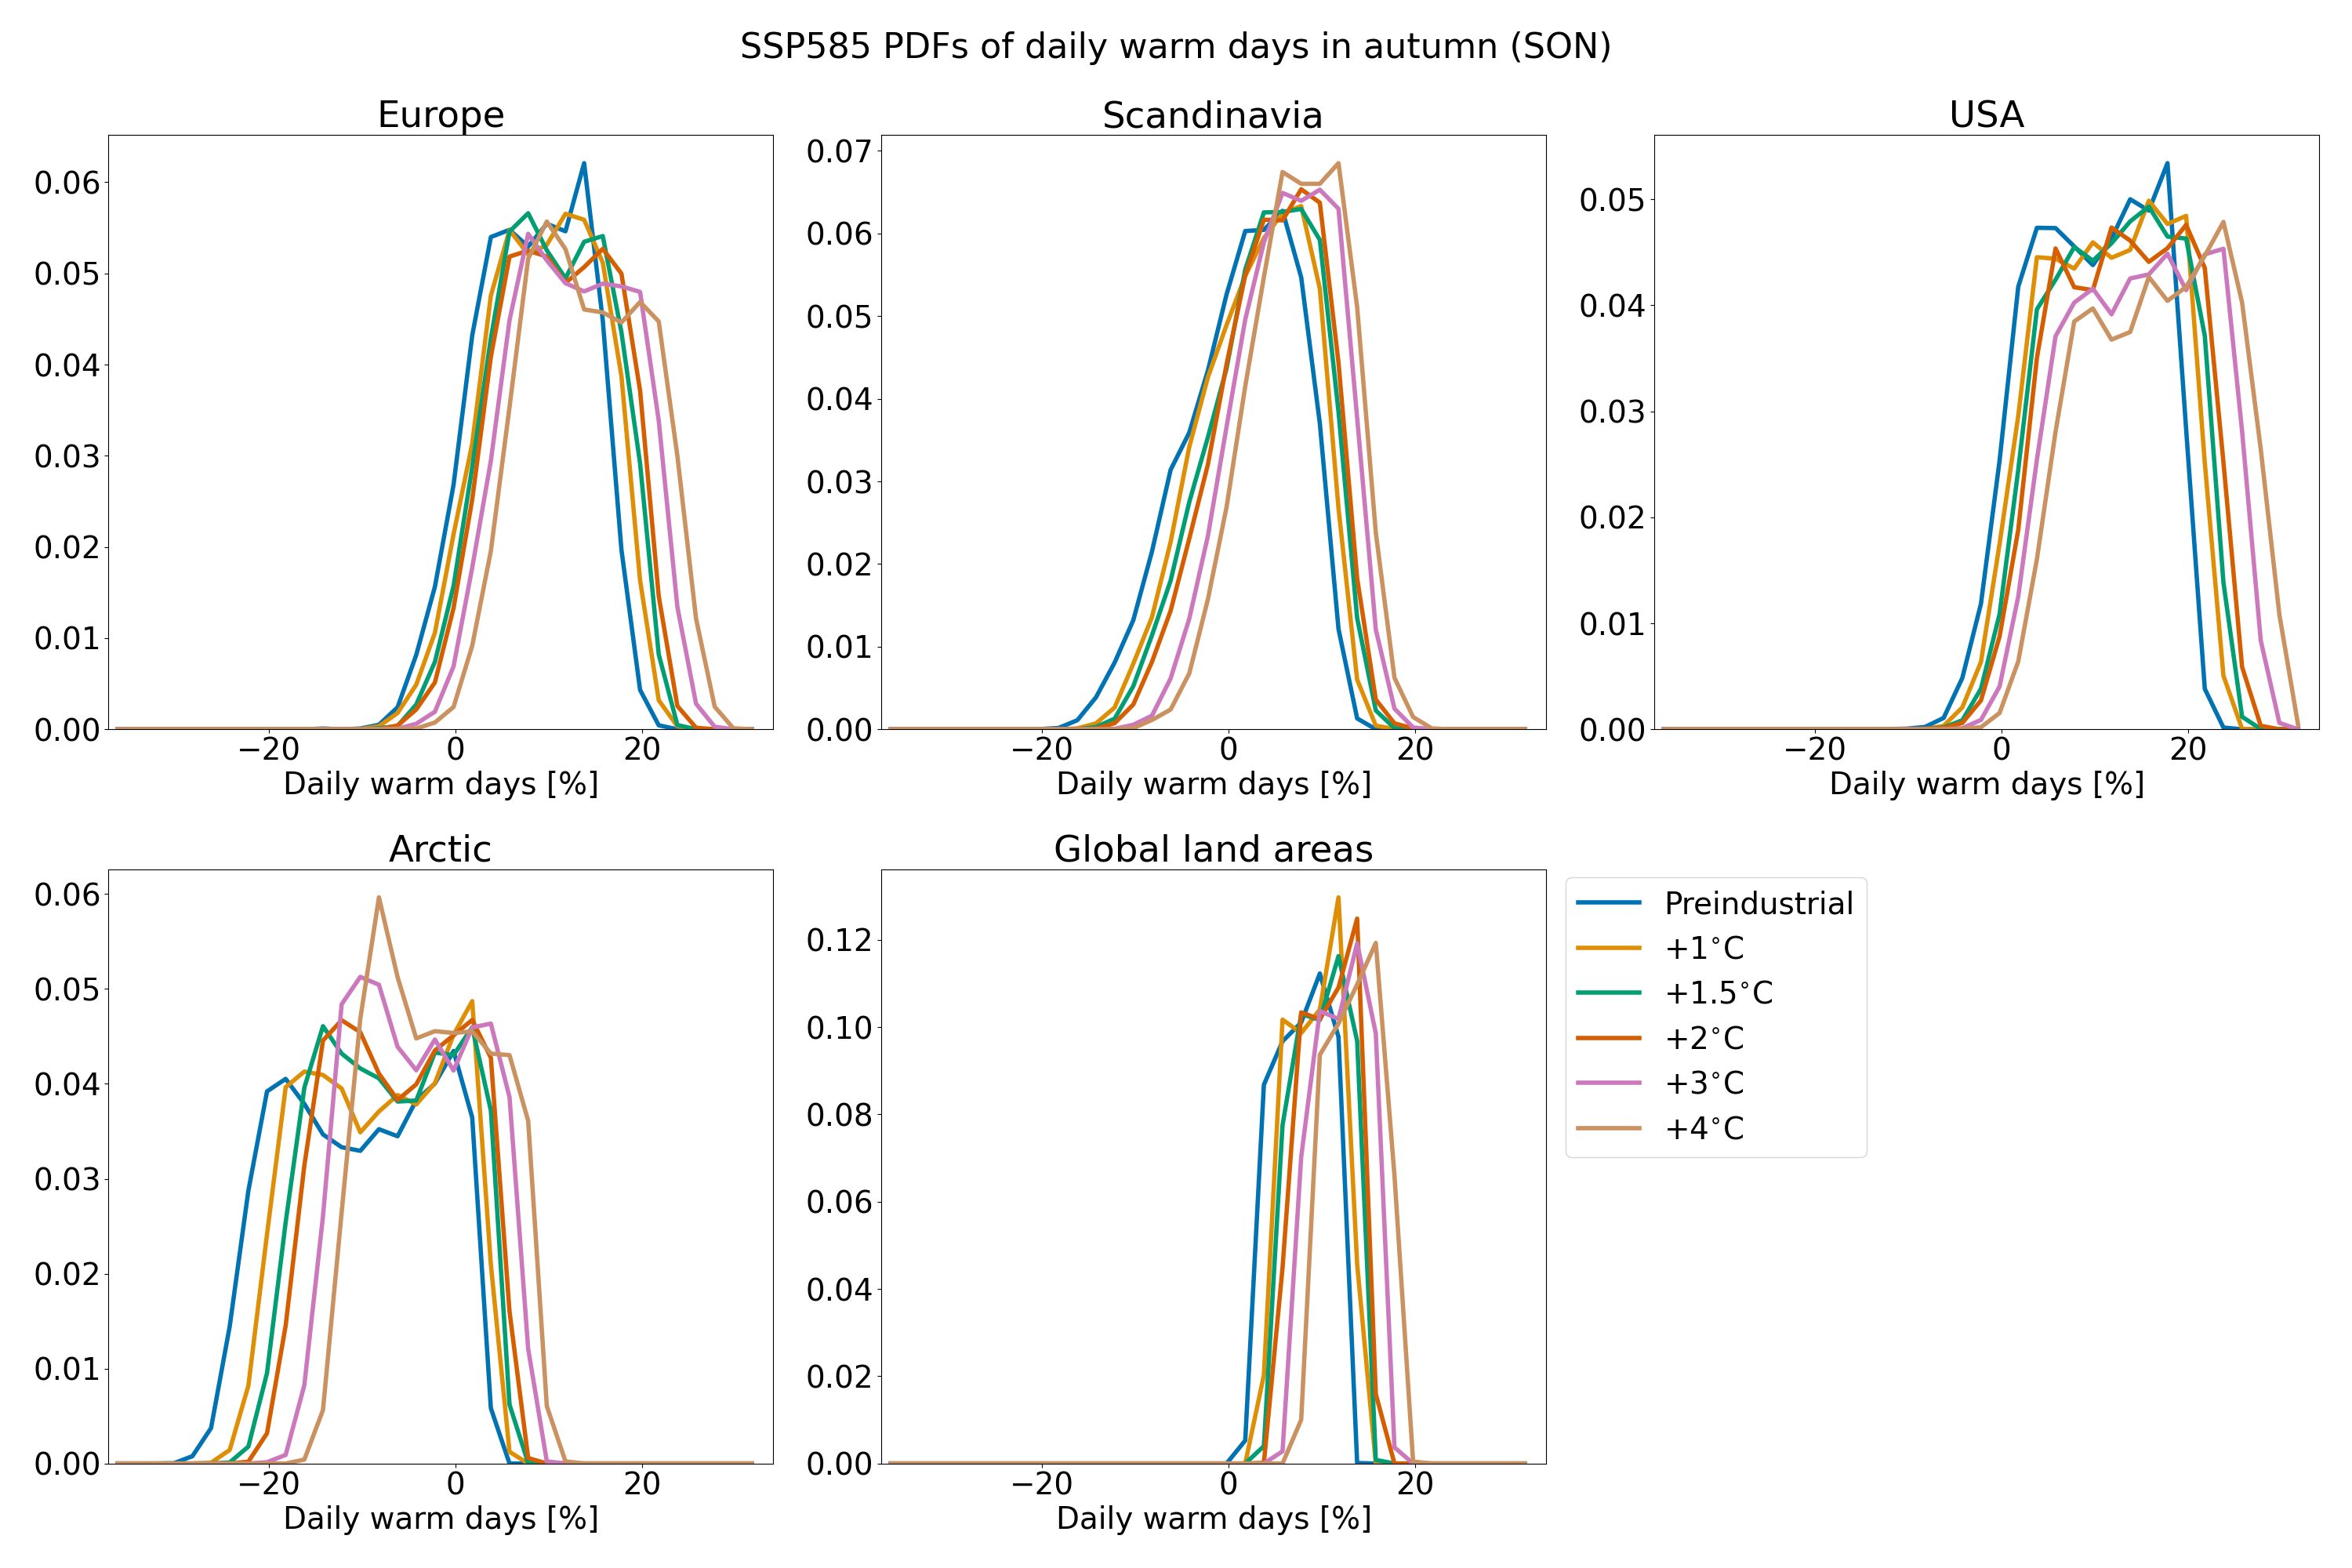 SSP585 PDFs of daily warm days in autumn (SON)
Europe
0.06
0.05
0.04
0.03
0.02
0.01
0.00
−20 0 20
Daily warm days [%]
Scandinavia
0.07
0.06
0.05
0.04
0.03
0.02
0.01
0.00
−20 0 20
Daily warm days [%]
USA
0.05
0.04
0.03
0.02
0.01
0.00
−20 0 20
Daily warm days [%]
Arctic
0.06
0.05
0.04
0.03
0.02
0.01
0.00
−20 0 20
Daily warm days [%]
Global land areas
0.12
0.10
0.08
0.06
0.04
0.02
0.00
−20 0 20
Daily warm days [%]
Preindustrial
+1°C
+1.5°C
+2°C
+3°C
+4°C